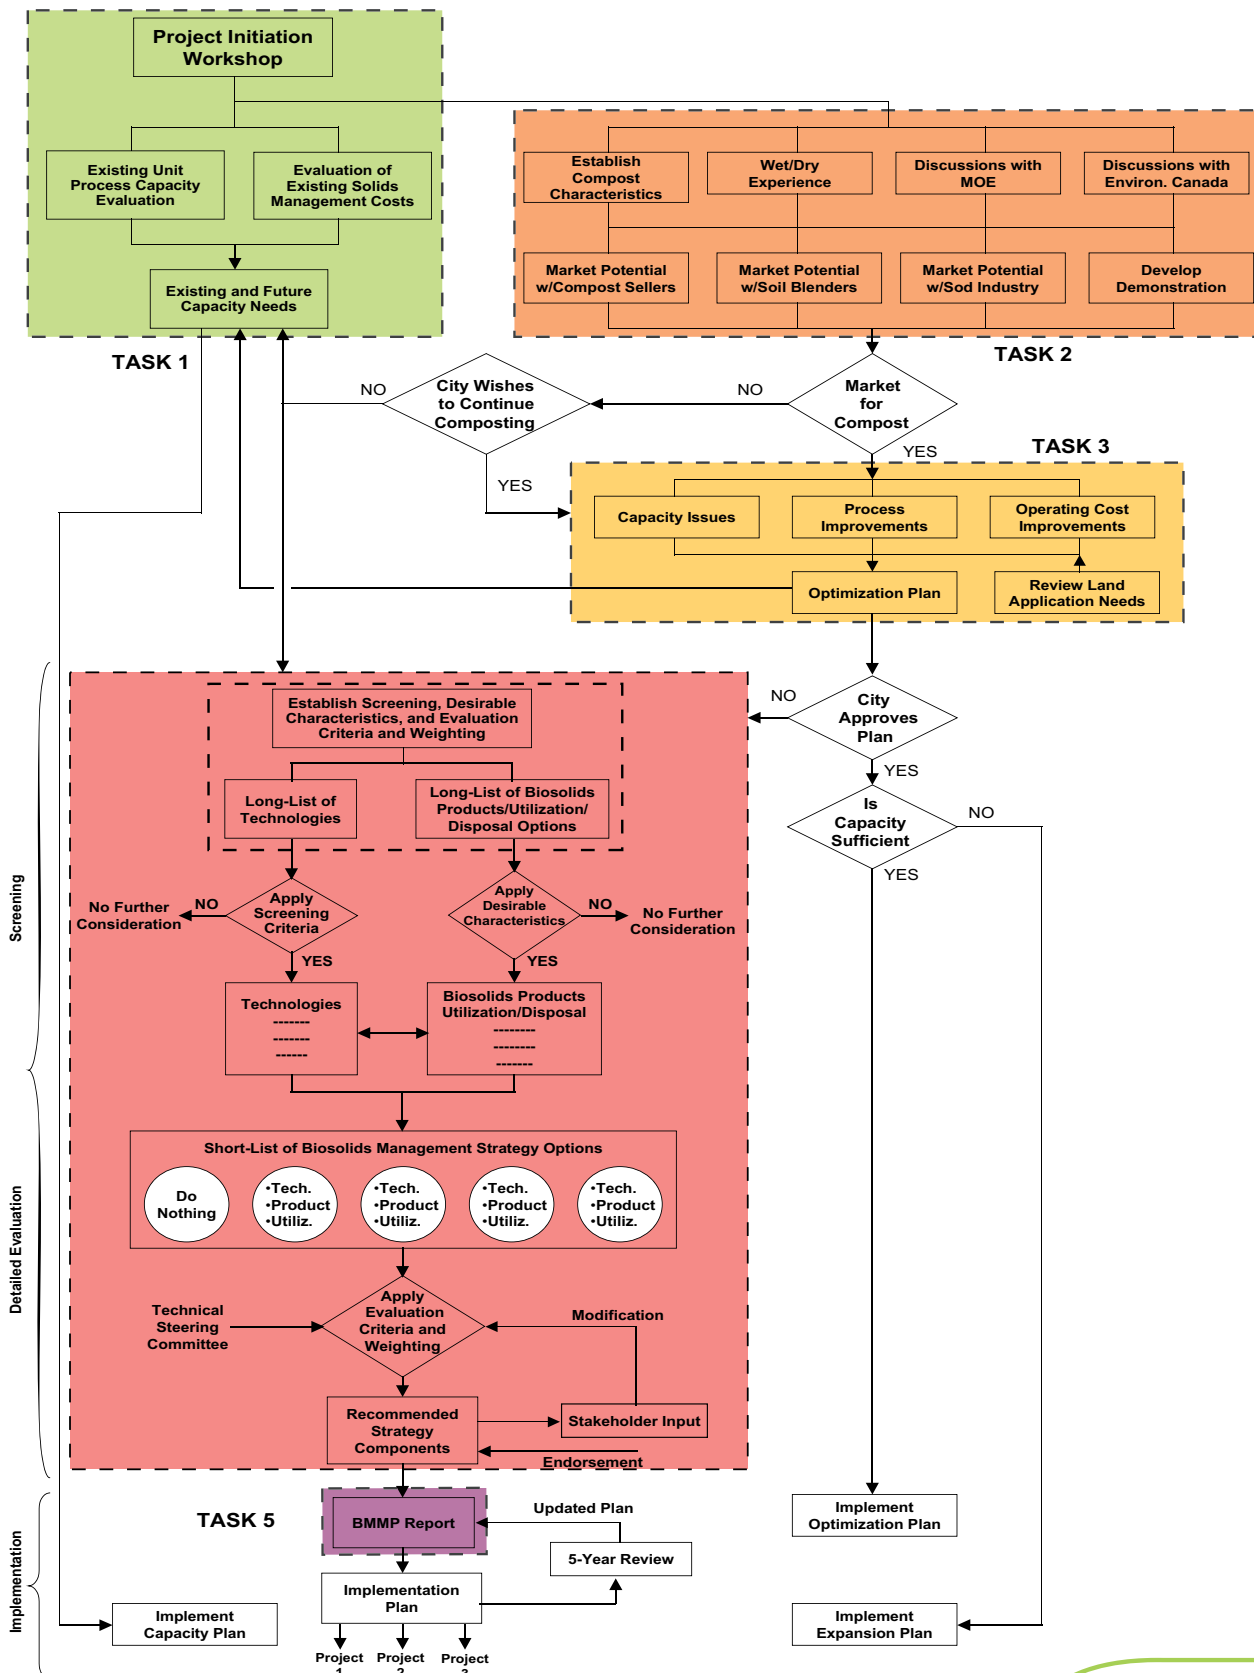 Project Initiation
Workshop
Existing Unit
Process Capacity
Evaluation
Evaluation of
Existing Solids
Management Costs
Existing and Future
Capacity Needs
TASK 1
Establish
Compost
Characteristics
Wet/Dry
Experience
Discussions with
MOE
Discussions with
Environ. Canada
Market Potential
w/Compost Sellers
Market Potential
w/Soil Blenders
Market Potential
w/Sod Industry
Develop
Demonstration
TASK 2
NO
City Wishes
to Continue
Composting
NO
Market
for
Compost
YES
YES
TASK 3
Capacity Issues
Process
Improvements
Operating Cost
Improvements
Optimization Plan
Review Land
Application Needs
Establish Screening, Desirable
Characteristics, and Evaluation
Criteria and Weighting
Long-List of
Technologies
Long-List of Biosolids
Products/Utilization/
Disposal Options
NO
City
Approves
Plan
YES
Is
Capacity
Sufficient
NO
YES
Screening
No Further
Consideration
NO
Apply
Screening
Criteria
YES
Apply
Desirable
Characteristics
NO
No Further
Consideration
YES
Technologies
-------
-------
------
Biosolids Products
Utilization/Disposal
--------
--------
-------
Detailed Evaluation
Short-List of Biosolids Management Strategy Options
Do
Nothing
•Tech.
•Product
•Utiliz.
•Tech.
•Product
•Utiliz.
•Tech.
•Product
•Utiliz.
•Tech.
•Product
•Utiliz.
Technical
Steering
Committee
Apply
Evaluation
Criteria and
Weighting
Modification
Recommended
Strategy
Components
Stakeholder Input
Endorsement
Implementation
TASK 5
BMMP Report
Updated Plan
5-Year Review
Implementation
Plan
Implement
Capacity Plan
Implement
Optimization Plan
Implement
Expansion Plan
Project
1
Project
2
Project
3